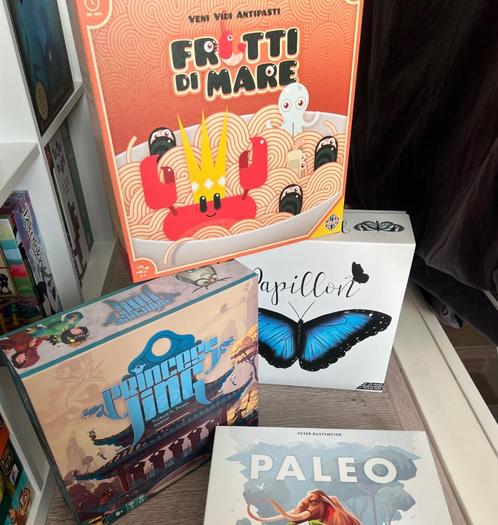 VENI VIDI ANTIPASTI
FRUTTI
DI MARE
Papillon
PRINCESS
JING
PETER RUSTEMEYER
PALEO